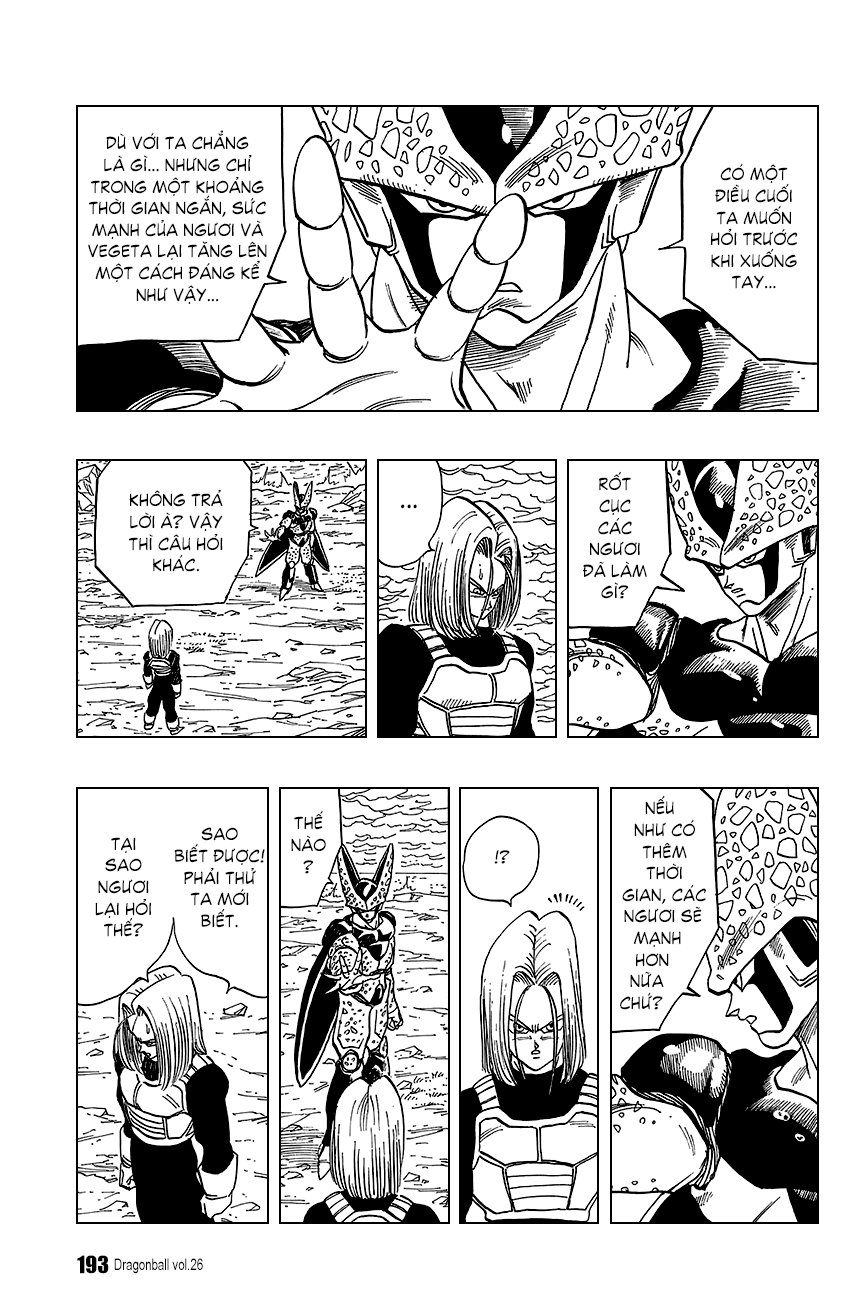 CÓ MỘT
ĐIỀU CUỐI
TA MUỐN
HỎI TRƯỚC
KHI XUỐNG
TAY...
DÙ VỚI TA CHẲNG
LÀ GÌ... NHƯNG CHỈ
TRONG MỘT KHOẢNG
THỜI GIAN NGẮN, SỨC
MẠNH CỦA NGƯƠI VÀ
VEGETA LẠI TĂNG LÊN
MỘT CÁCH ĐÁNG KỂ
NHƯ VẬY...
RỐT
CỤC
CÁC
NGƯƠI
ĐÃ LÀM
GÌ?
...
KHÔNG TRẢ
LỜI À? VẬY
THÌ CÂU HỎI
KHÁC.
NẾU
NHƯ CÓ
THÊM
THỜI
GIAN, CÁC
NGƯƠI SẼ
MẠNH
HƠN
NỮA
CHỨ?
!?
THẾ
NÀO
?
SAO
BIẾT ĐƯỢC!
PHẢI THỬ
TA MỚI
BIẾT.
TẠI
SAO
NGƯƠI
LẠI HỎI
THẾ?
193 Dragonball vol.26